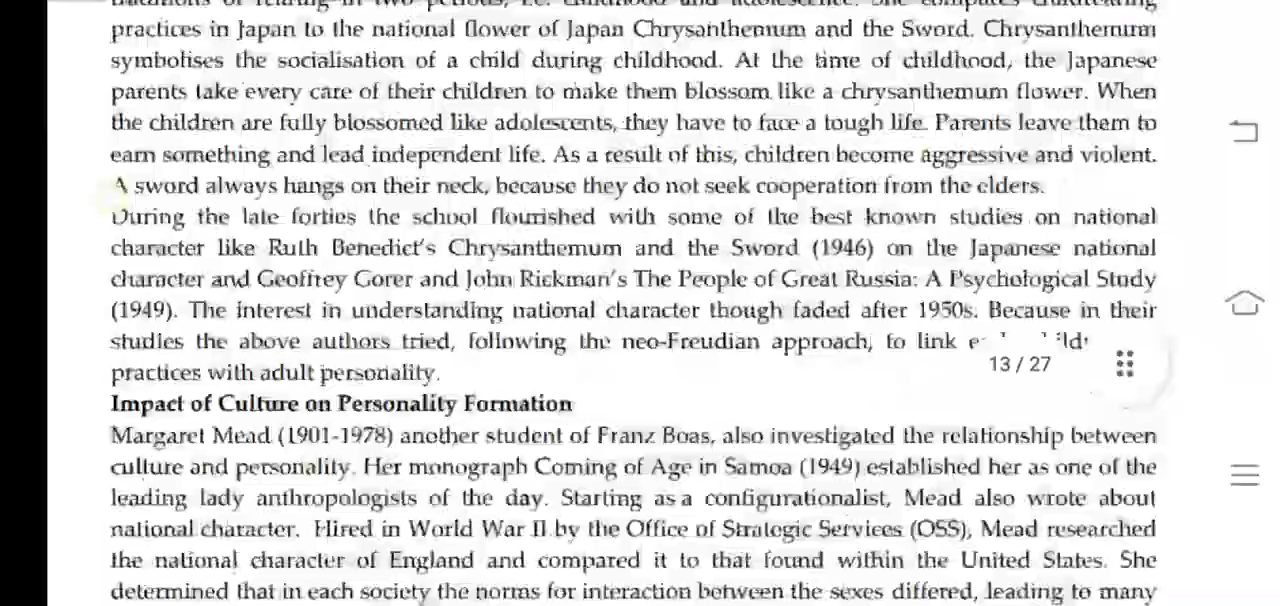 practices in Japan to the national flower of Japan Chrysanthemum and the Sword. Chrysanthemum
symbolises the socialisation of a child during childhood. At the time of childhood, the Japanese
parents take every care of their children to make them blossom like a chrysanthemum flower. When
the children are fully blossomed like adolescents, they have to face a tough life. Parents leave them to
earn something and lead independent life. As a result of this, children become aggressive and violent.
A sword always hangs on their neck, because they do not seek cooperation from the elders.
During the late forties the school flourished with some of the best known studies on national
character like Ruth Benedict's Chrysanthemum and the Sword (1946) on the Japanese national
character and Geoffrey Gorer and John Rickman's The People of Great Russia: A Psychological Study
(1949). The interest in understanding national character though faded after 1950s. Because in their
studies the above authors tried, following the neo-Freudian approach, to link
13 / 27
practices with adult personality.
Impact of Culture on Personality Formation
Margaret Mead (1901-1978) another student of Franz Boas, also investigated the relationship between
culture and personality. Her monograph Coming of Age in Samoa (1949) established her as one of the
leading lady anthropologists of the day. Starting as a configurationalist, Mead also wrote about
national character. Hired in World War II by the Office of Strategic Services (OSS), Mead researched
the national character of England and compared it to that found within the United States. She
determined that in each society the norms for interaction between the sexes differed, leading to many